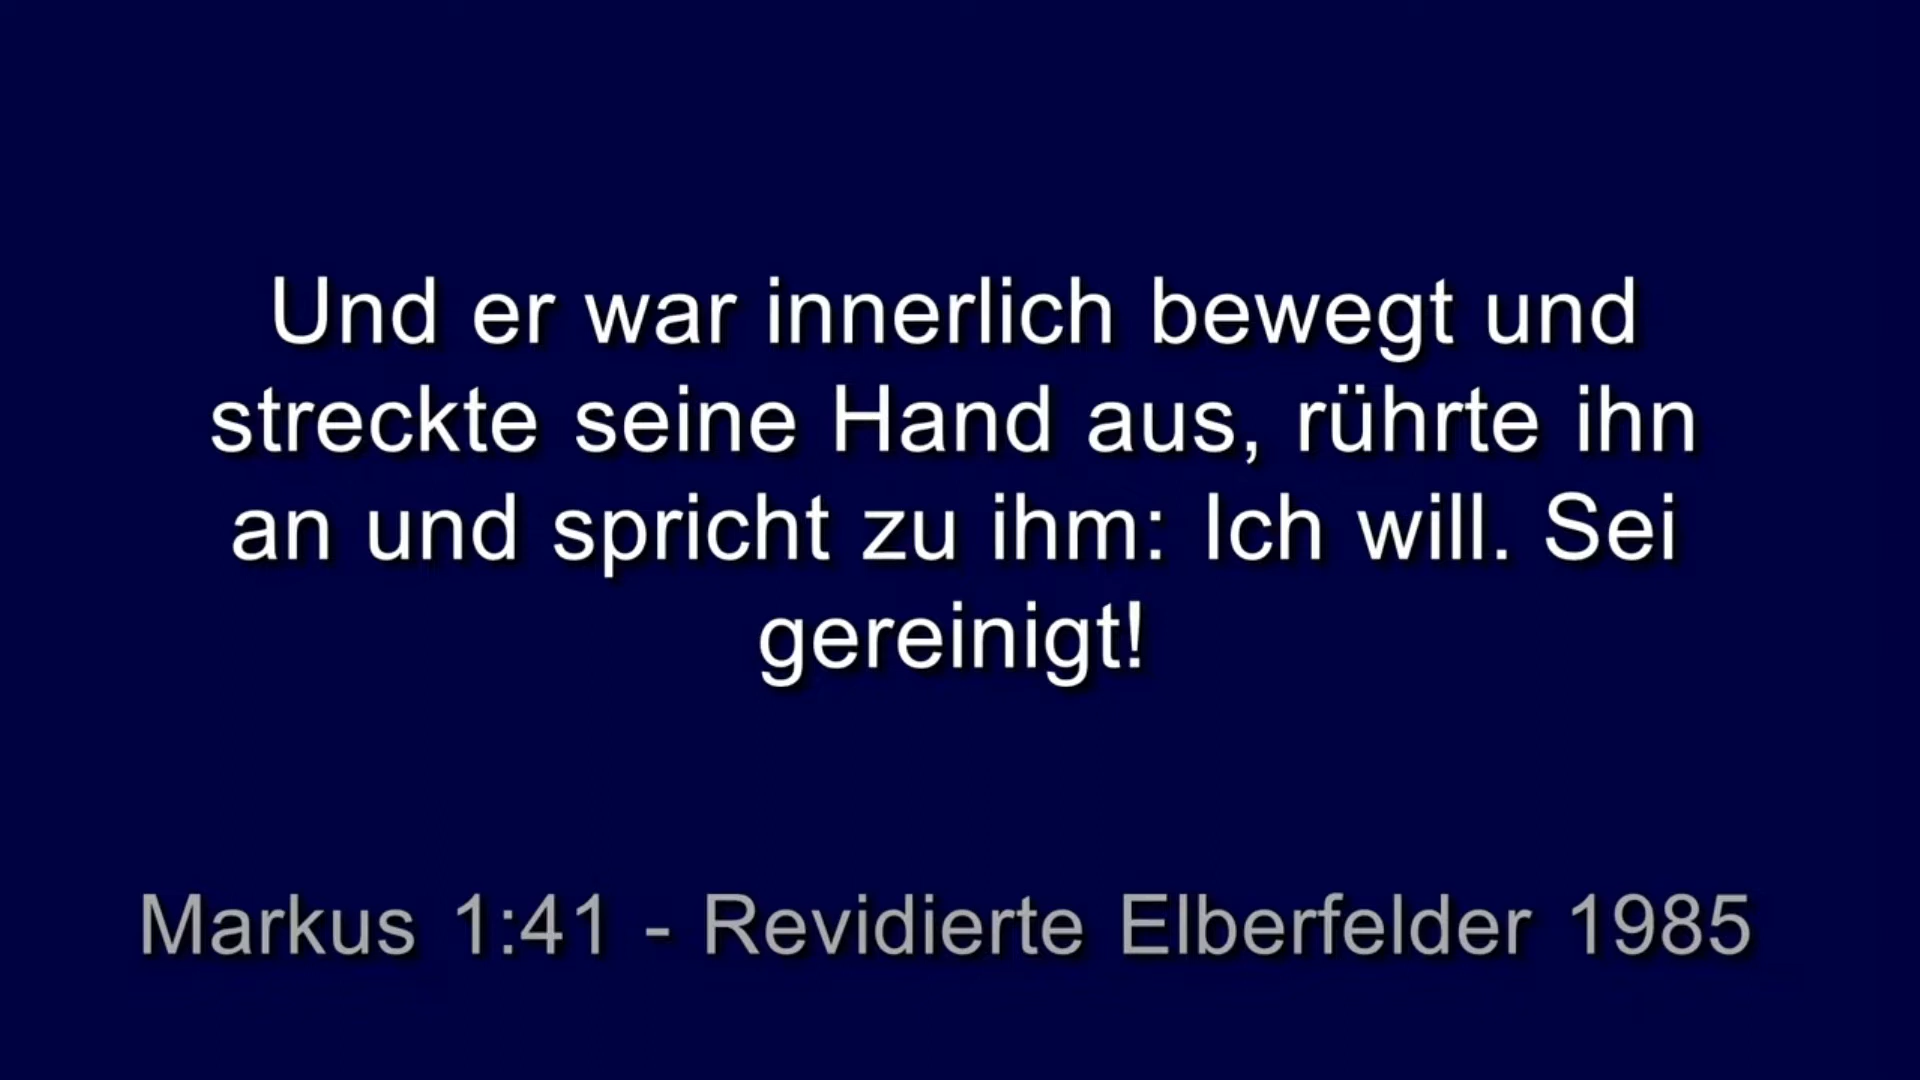 Und er war innerlich bewegt und
streckte seine Hand aus, rührte ihn
an und spricht zu ihm: Ich will. Sei
gereinigt!
Markus 1:41 - Revidierte Elberfelder 1985